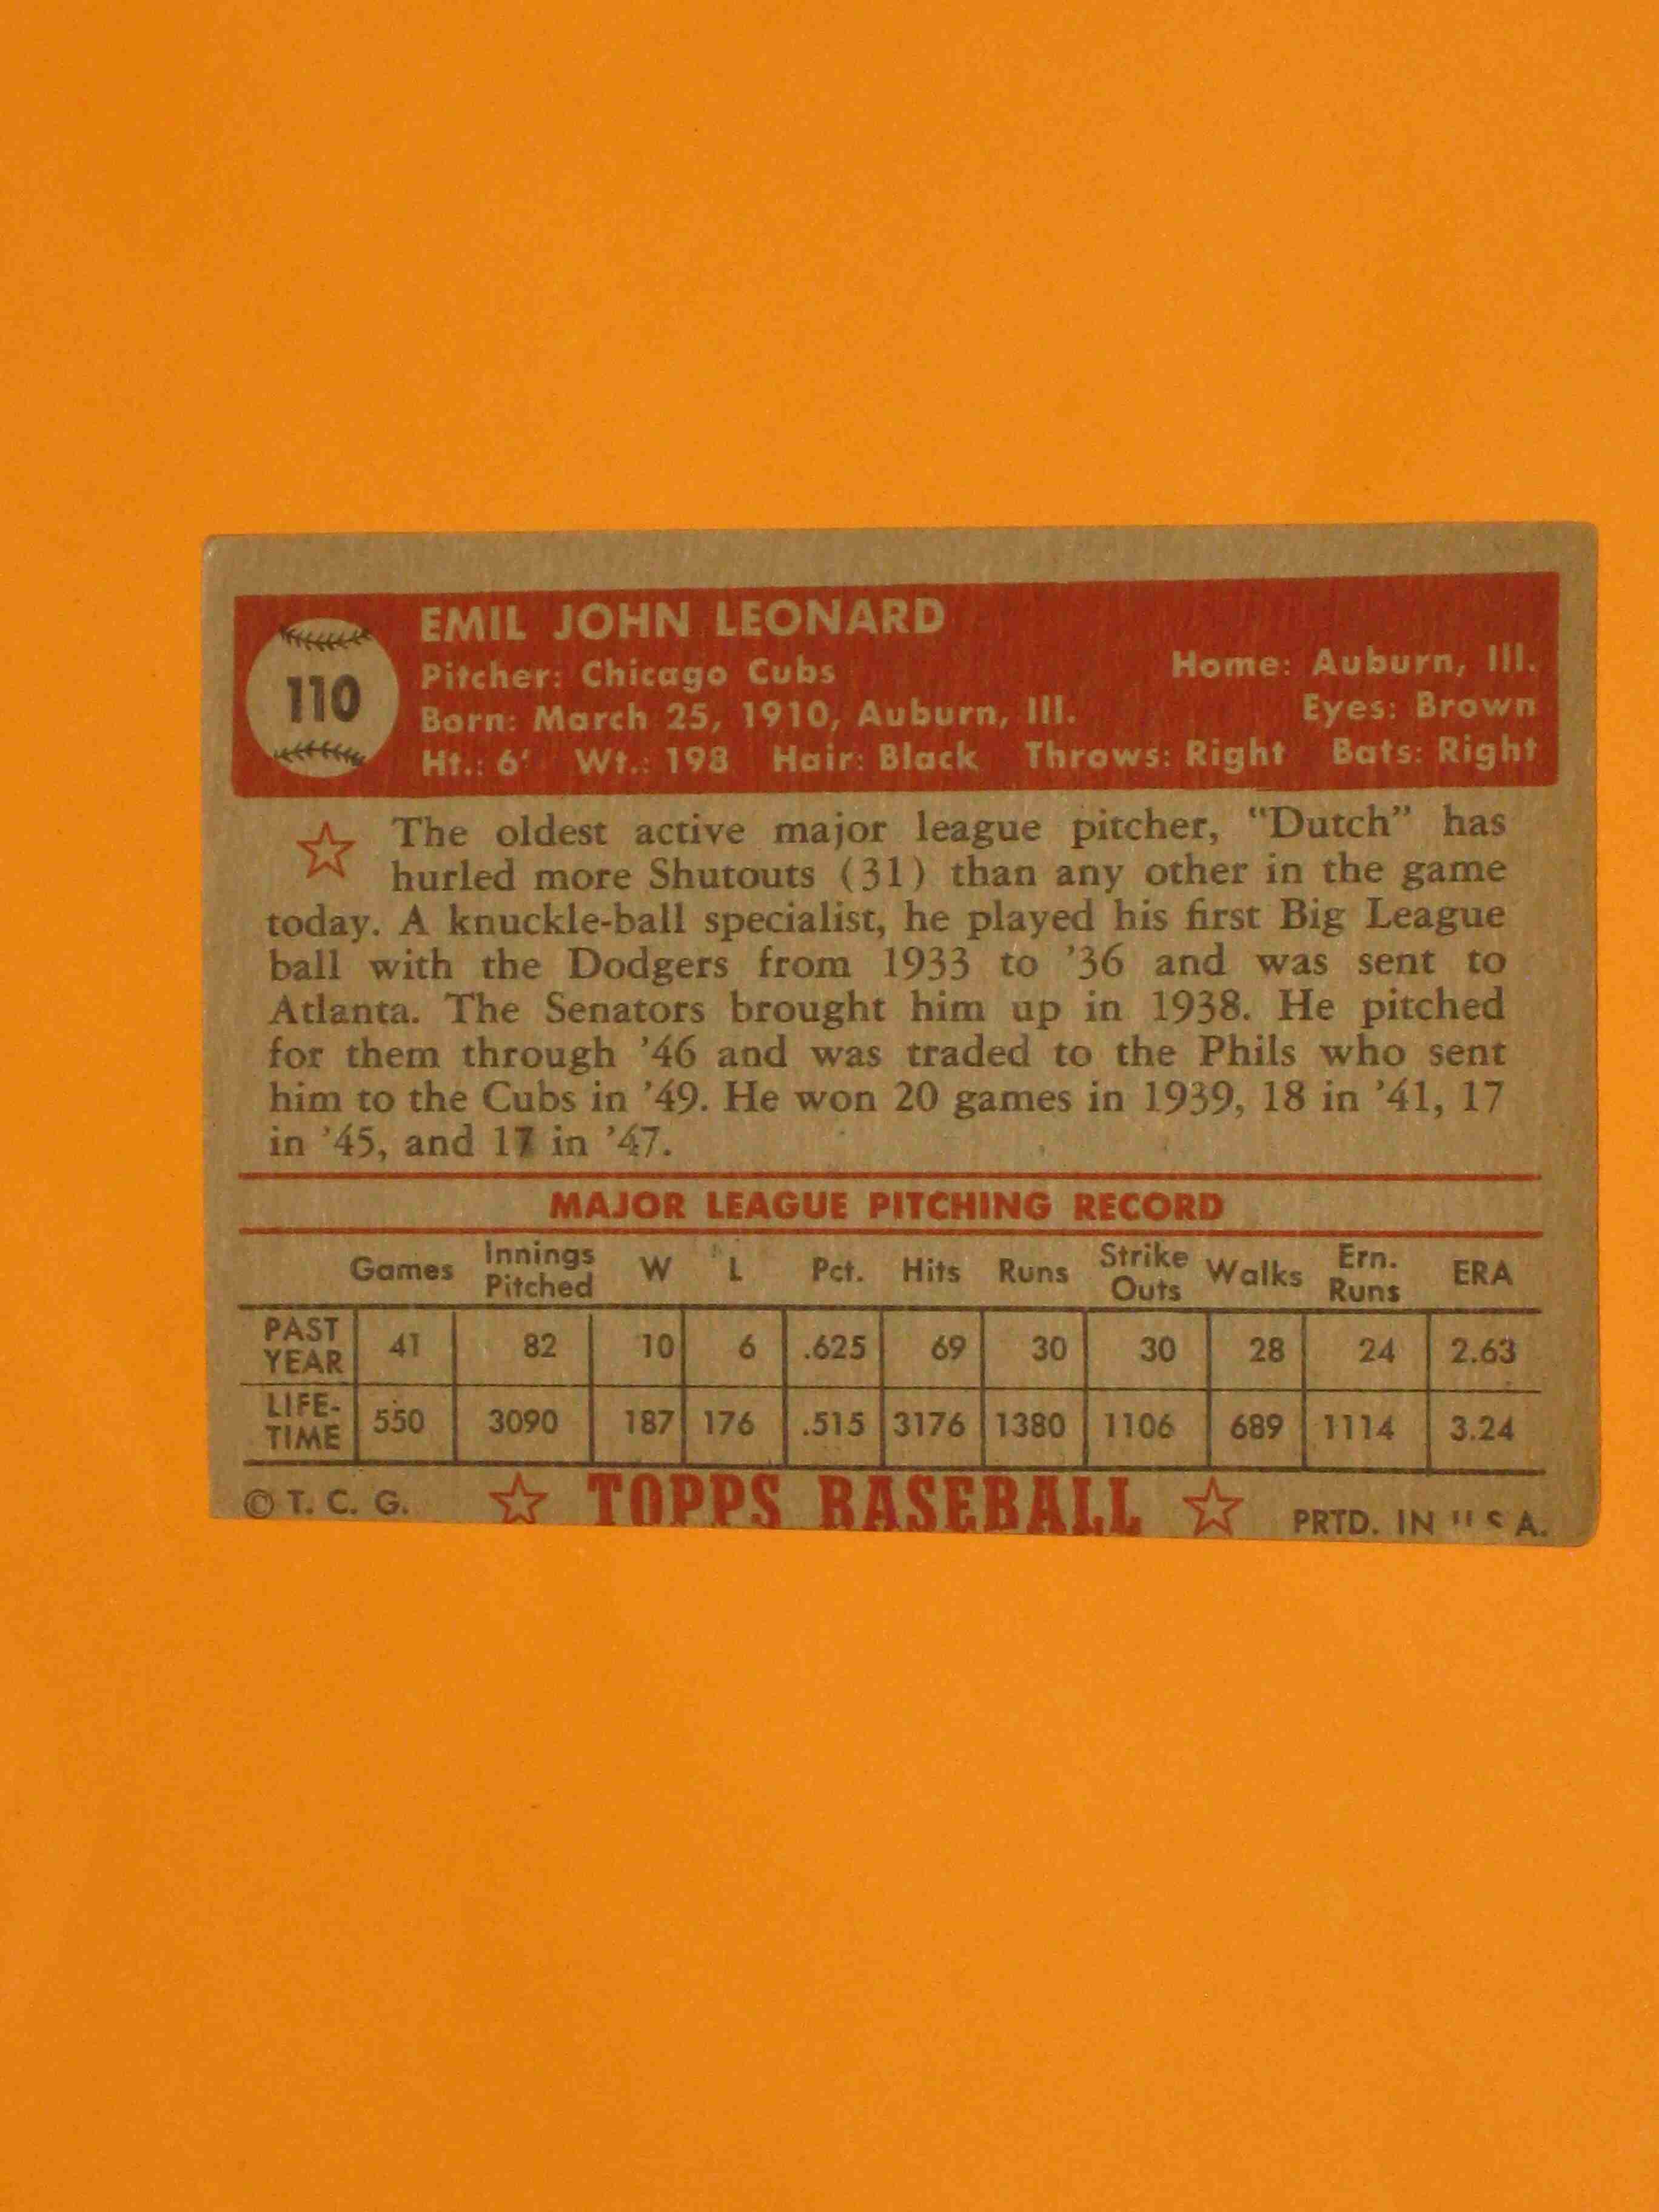 110
EMIL JOHN LEONARD
Pitcher: Chicago Cubs Home: Auburn, Ill.
Born: March 25, 1910, Auburn, Ill. Eyes: Brown
Ht.: 6' Wt.: 198 Hair: Black Throws: Right Bats: Right
The oldest active major league pitcher, "Dutch" has
hurled more Shutouts (31) than any other in the game
today. A knuckle-ball specialist, he played his first Big League
ball with the Dodgers from 1933 to '36 and was sent to
Atlanta. The Senators brought him up in 1938. He pitched
for them through '46 and was traded to the Phils who sent
him to the Cubs in '49. He won 20 games in 1939, 18 in '41, 17
in '45, and 17 in '47.
MAJOR LEAGUE PITCHING RECORD
Games Innings Pitched W L Pct. Hits Runs Strike Outs Walks Ern. Runs ERA
PAST YEAR 41 82 10 6 .625 69 30 30 28 24 2.63
LIFE-TIME 550 3090 187 176 .515 3176 1380 1106 689 1114 3.24
© T. C. G. TOPPS BASEBALL PRTD. IN U.S.A.